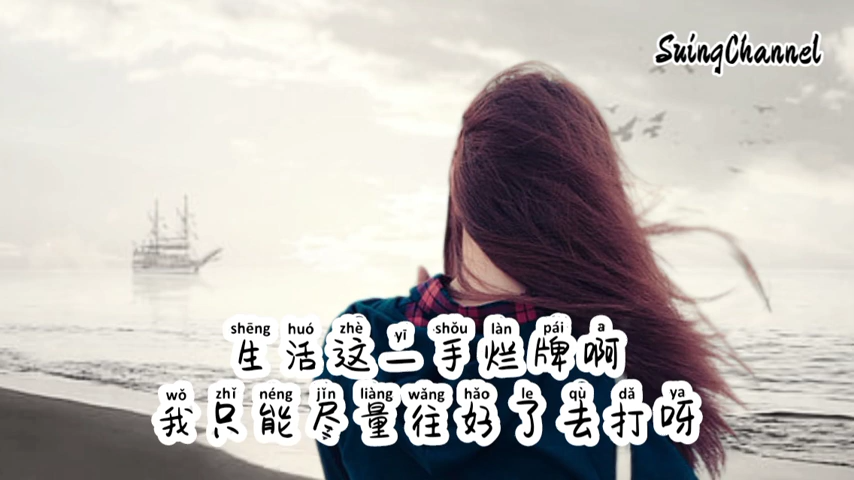 SuingChannel
shēng huó zhè yī shǒu làn pái a
生活这一手烂牌啊
wǒ zhǐ néng jǐn liàng wǎng hǎo le qù dǎ ya
我只能尽量往好了去打呀